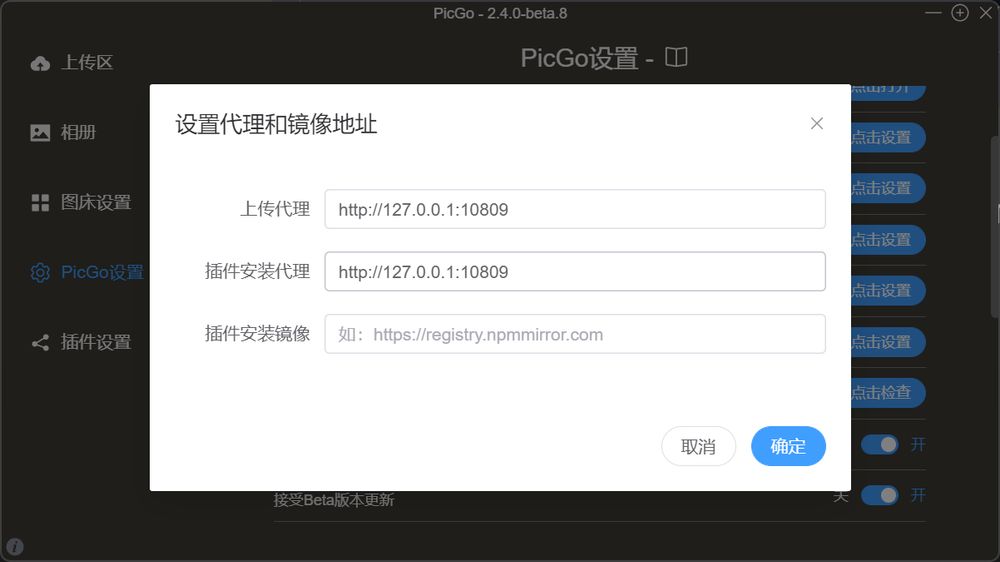 PicGo - 2.4.0-beta.8
上传区
相册
图床设置
PicGo设置
插件设置
PicGo设置 -
点击打开
点击设置
点击设置
点击设置
点击设置
点击设置
点击检查
开
接受Beta版本更新 关 开
设置代理和镜像地址
上传代理 http://127.0.0.1:10809
插件安装代理 http://127.0.0.1:10809
插件安装镜像 如：https://registry.npmmirror.com
取消 确定